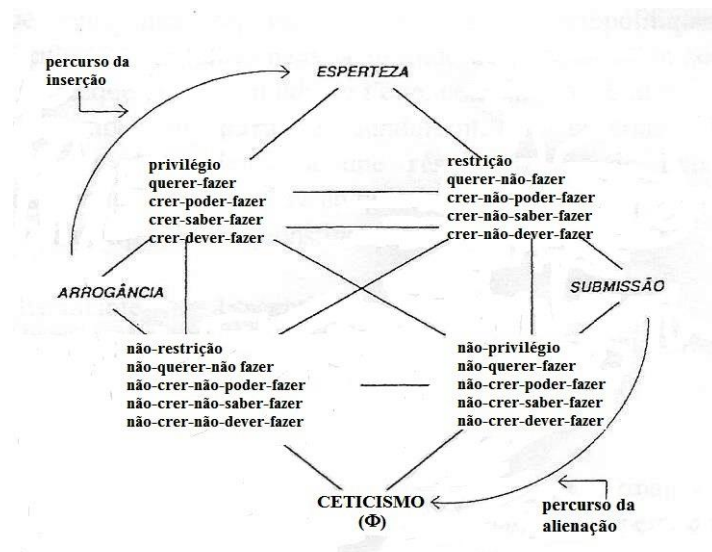 percurso da
inserção
ESPERTEZA
privilégio
querer-fazer
crer-poder-fazer
crer-saber-fazer
crer-dever-fazer
restrição
querer-não-fazer
crer-não-poder-fazer
crer-não-saber-fazer
crer-não-dever-fazer
ARROGÂNCIA
SUBMISSÃO
não-restrição
não-querer-não fazer
não-crer-não-poder-fazer
não-crer-não-saber-fazer
não-crer-não-dever-fazer
não-privilégio
não-querer-fazer
não-crer-poder-fazer
não-crer-saber-fazer
não-crer-dever-fazer
CETICISMO
(Φ)
percurso da
alienação